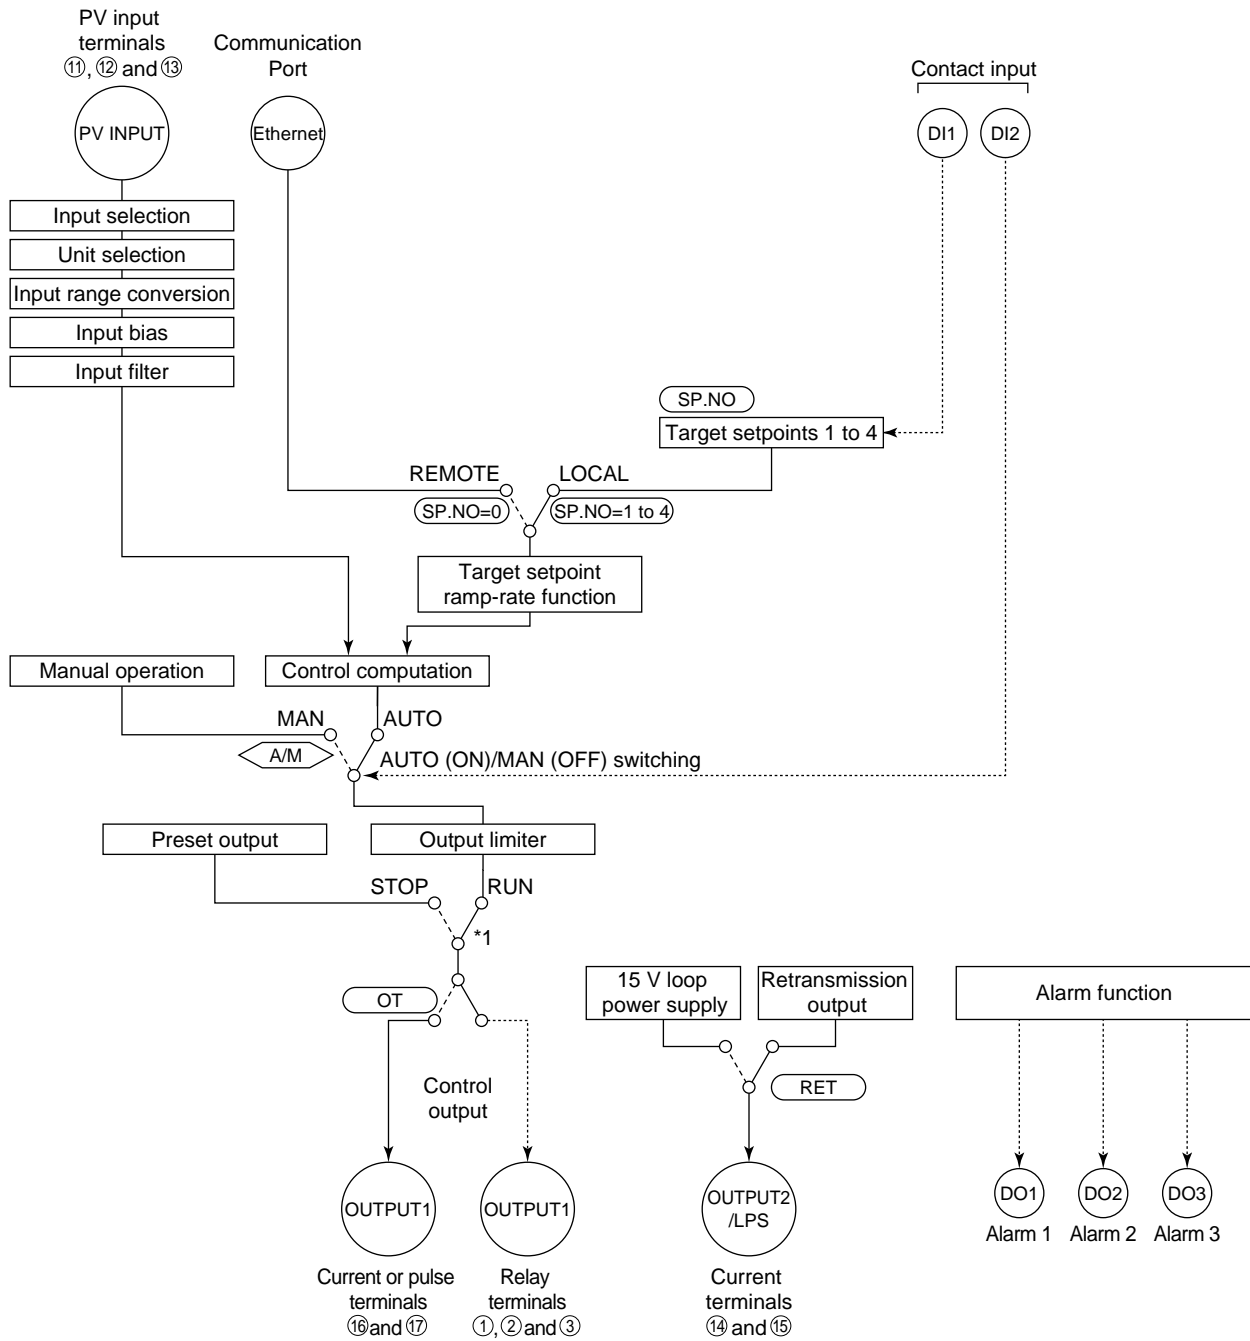 PV input
terminals
⑪, ⑫ and ⑬
Communication
Port
Contact input
PV INPUT
Ethernet
DI1
DI2
Input selection
Unit selection
Input range conversion
Input bias
Input filter
SP.NO
Target setpoints 1 to 4
REMOTE
LOCAL
SP.NO=0
SP.NO=1 to 4
Target setpoint
ramp-rate function
Manual operation
Control computation
MAN
AUTO
A/M
AUTO (ON)/MAN (OFF) switching
Preset output
Output limiter
STOP
RUN
*1
OT
15 V loop
power supply
Retransmission
output
Alarm function
RET
Control
output
OUTPUT1
OUTPUT1
OUTPUT2
/LPS
DO1
DO2
DO3
Alarm 1
Alarm 2
Alarm 3
Current or pulse
terminals
⑯ and ⑰
Relay
terminals
①, ② and ③
Current
terminals
⑭ and ⑮